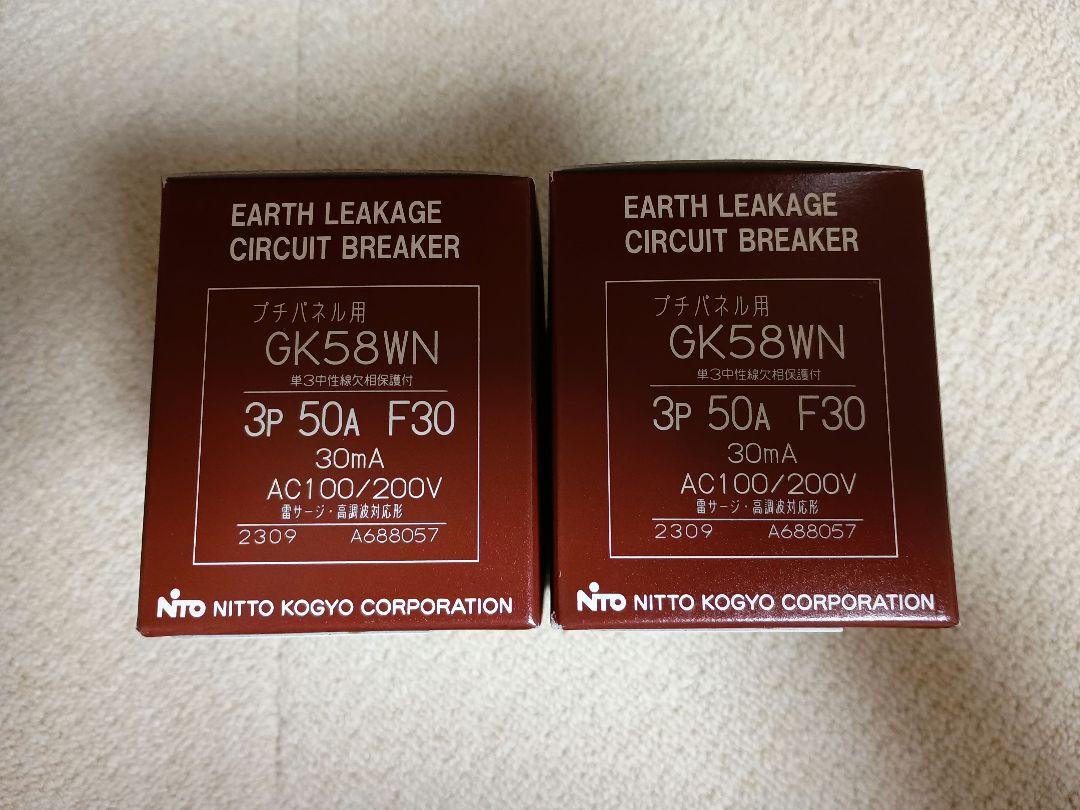 EARTH LEAKAGE
CIRCUIT BREAKER
プチパネル用
GK58WN
単3中性線欠相保護付
3P 50A F30
30mA
AC100/200V
雷サージ・高調波対応形
2309 A688057
NiTO NITTO KOGYO CORPORATION
EARTH LEAKAGE
CIRCUIT BREAKER
プチパネル用
GK58WN
単3中性線欠相保護付
3P 50A F30
30mA
AC100/200V
雷サージ・高調波対応形
2309 A688057
NiTO NITTO KOGYO CORPORATION